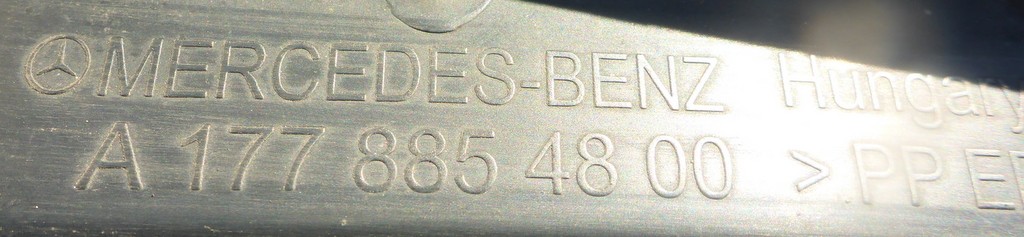 MERCEDES-BENZ Hungary
A 177 885 48 00 >PP E